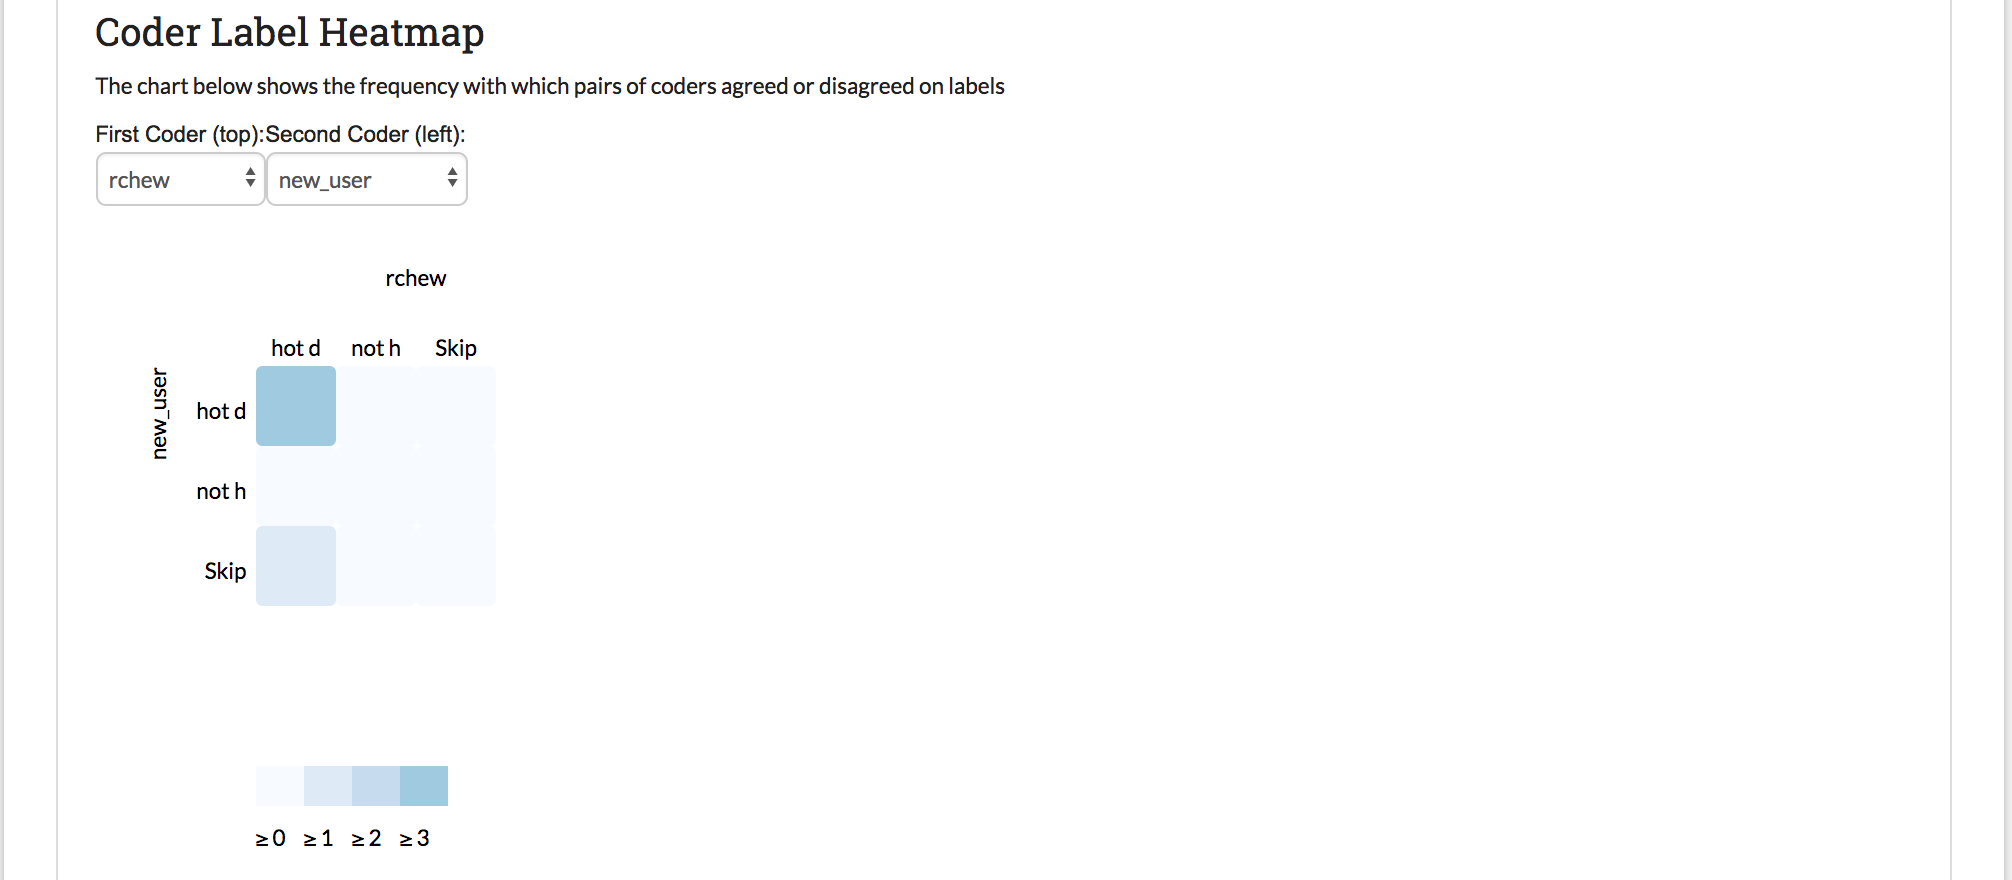 Coder Label Heatmap
The chart below shows the frequency with which pairs of coders agreed or disagreed on labels
First Coder (top):Second Coder (left):
rchew new_user
rchew
hot d not h Skip
new_user
hot d
not h
Skip
≥0 ≥1 ≥2 ≥3